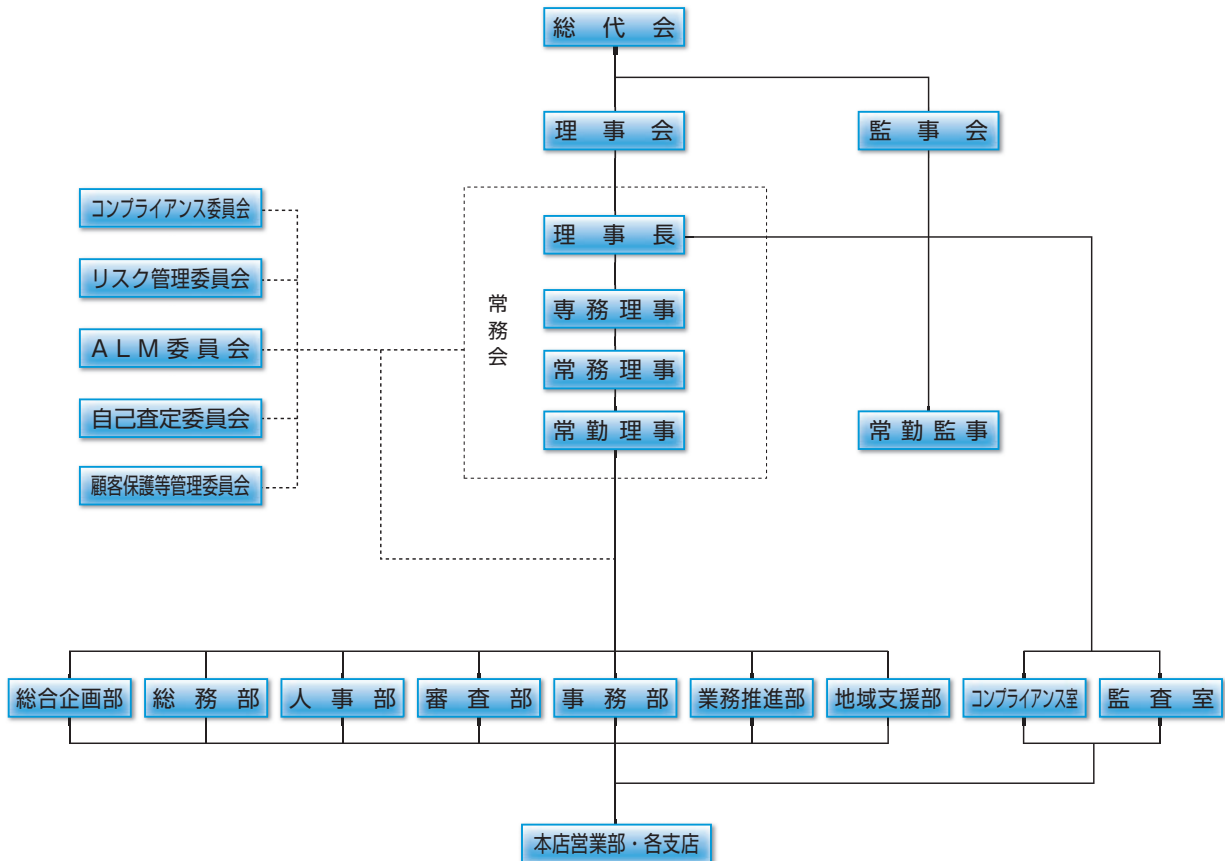 総代会
理事会
監事会
コンプライアンス委員会
リスク管理委員会
ALM委員会
自己査定委員会
顧客保護等管理委員会
常務会
理事長
専務理事
常務理事
常勤理事
常勤監事
総合企画部
総務部
人事部
審査部
事務部
業務推進部
地域支援部
コンプライアンス室
監査室
本店営業部・各支店